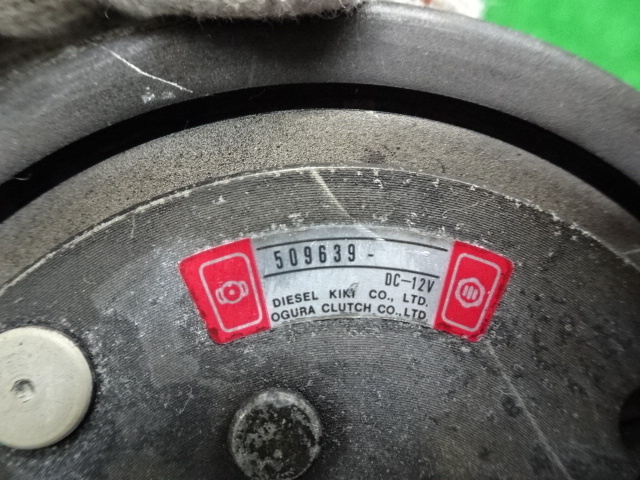 509639 -
DC-12V
DIESEL KIKI CO., LTD.
OGURA CLUTCH CO.,LTD